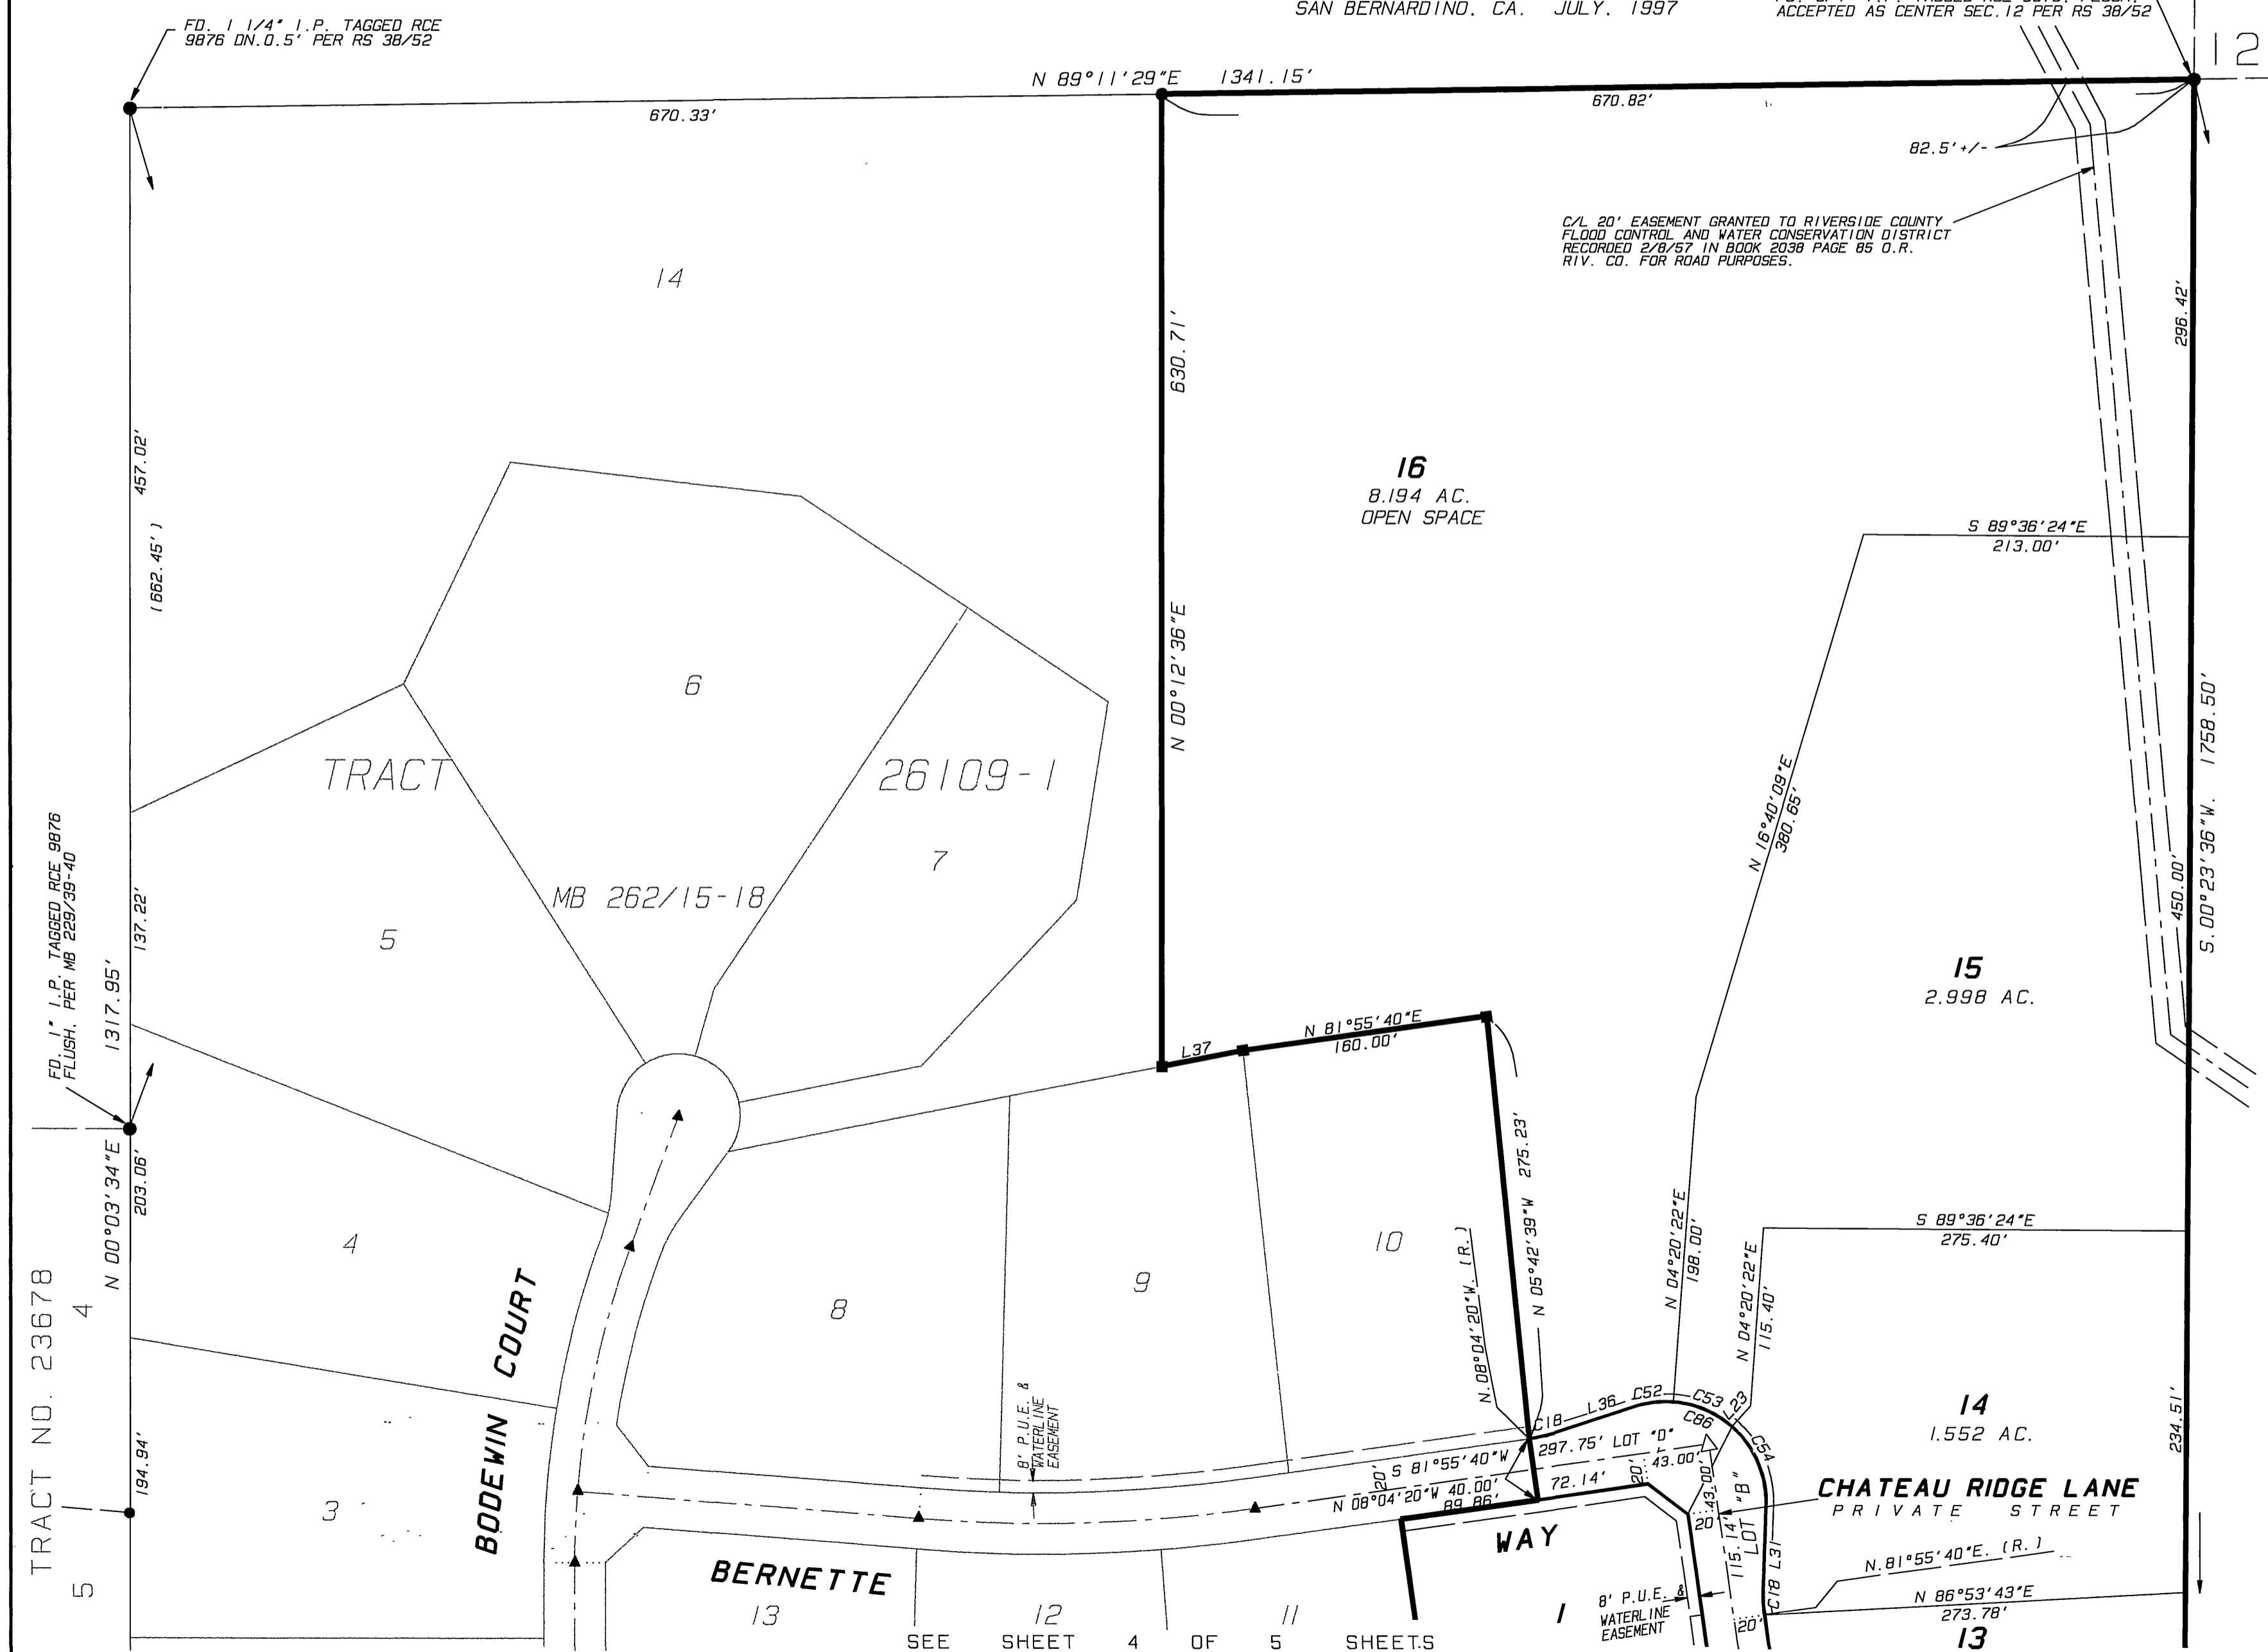 SAN BERNARDINO, CA. JULY, 1997
ACCEPTED AS CENTER SEC.12 PER RS 38/52
12
FD. 1 1/4" I.P. TAGGED RCE
9876 DN.0.5' PER RS 38/52
N 89°11'29"E 1341.15'
670.33'
670.82'
82.5'+/-
C/L 20' EASEMENT GRANTED TO RIVERSIDE COUNTY
FLOOD CONTROL AND WATER CONSERVATION DISTRICT
RECORDED 2/8/57 IN BOOK 2038 PAGE 85 O.R.
RIV. CO. FOR ROAD PURPOSES.
14
630.71'
296.42'
457.02'
(662.45')
16
8.194 AC.
OPEN SPACE
S 89°36'24"E
213.00'
N 00°12'36"E
6
TRACT 26109-1
7
MB 262/15-18
5
N 16°40'09"E
380.65'
S.00°23'36"W. 1758.50'
450.00'
FD. 1" I.P. TAGGED RCE 9876
FLUSH. PER MB 229/39-40
137.22'
1317.95'
15
2.998 AC.
L37
N 81°55'40"E
160.00'
N 05°42'39"W 275.23'
N 00°03'34"E
203.06'
4
8
9
10
N.08°04'20"W. (R.)
N 04°20'22"E
198.00'
N 04°20'22"E
115.40'
S 89°36'24"E
275.40'
TRACT NO. 23678
4
5
194.94'
3
BODEWIN COURT
8' P.U.E. &
WATERLINE
EASEMENT
C18
L36
C52
C53
L23
C86
C54
S 81°55'40"W
297.75' LOT "D"
43.00'
20'
N 08°04'20"W 40.00'
89.86'
72.14'
20'
43.00'
14
1.552 AC.
234.51'
CHATEAU RIDGE LANE
PRIVATE STREET
20'
115.14'
LOT "B"
C18 L31
WAY
BERNETTE
N.81°55'40"E. (R.)
N 86°53'43"E
273.78'
8' P.U.E. &
WATERLINE
EASEMENT
20'
13
12
11
1
13
SEE SHEET 4 OF 5 SHEETS